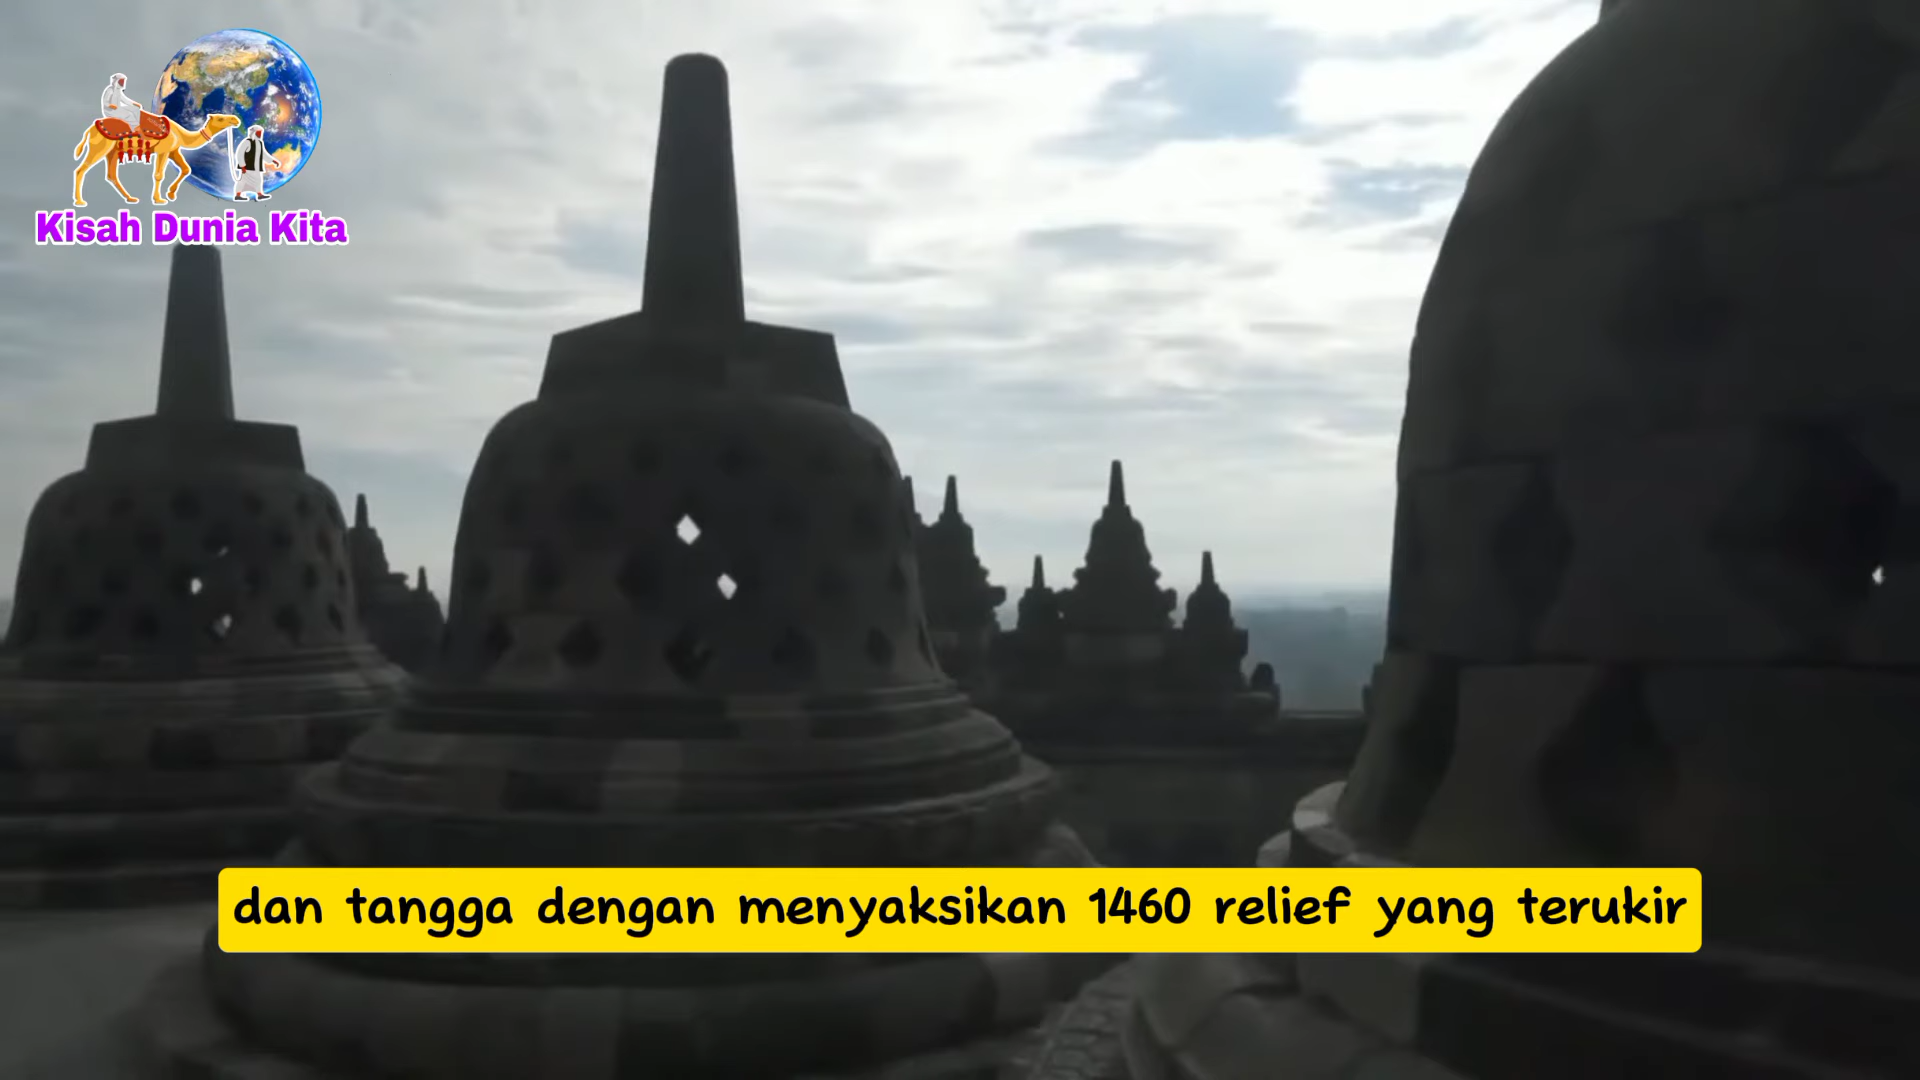 Kisah Dunia Kita
dan tangga dengan menyaksikan 1460 relief yang terukir